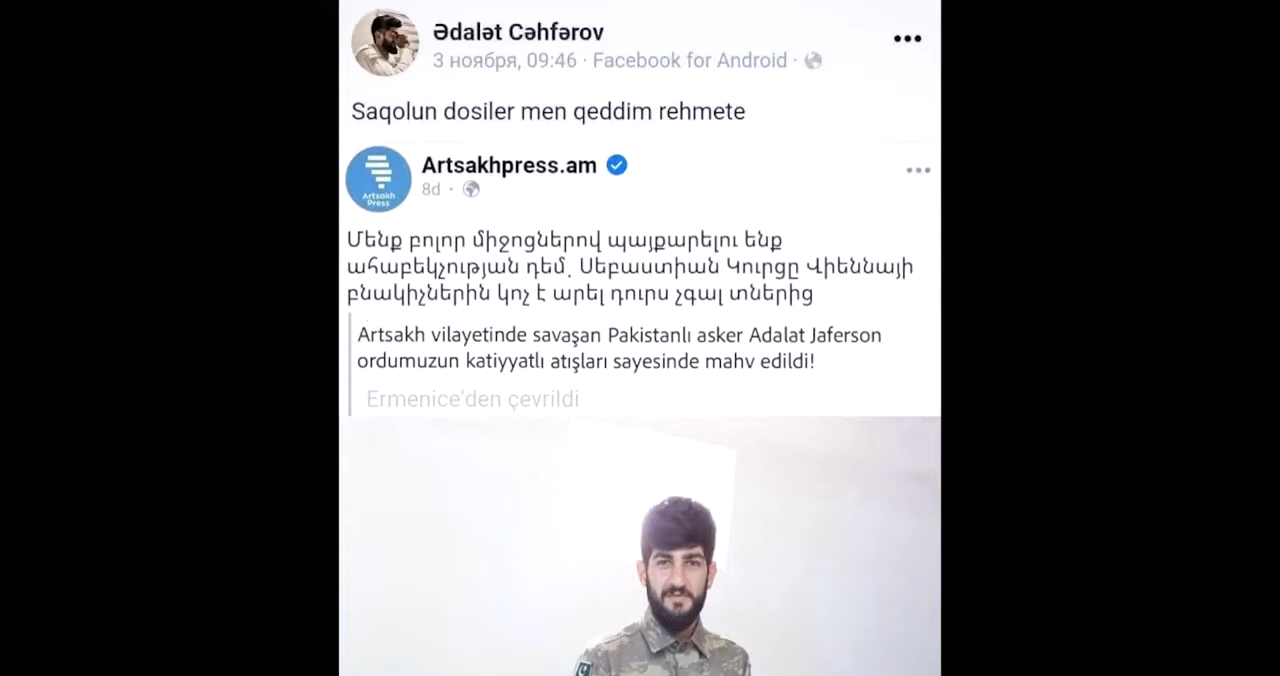 Ədalət Cəhfərov
3 ноября, 09:46 · Facebook for Android ·
Saqolun dosiler men qeddim rehmete
Artsakhpress.am
Artsakh
Press
8d ·
Մենք բոլոր միջոցներով պայքարելու ենք
ահաբեկչության դեմ․ Սեբաստիան Կուրցը Վիեննայի
բնակիչներին կոչ է արել դուրս չգալ տներից
Artsakh vilayetinde savaşan Pakistanlı asker Adalat Jaferson
ordumuzun katiyyatlı atışları sayesinde mahv edildi!
Ermenice'den çevrildi